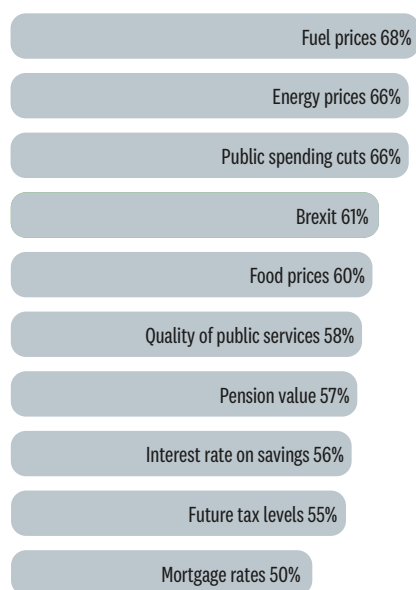 Fuel prices 68%
Energy prices 66%
Public spending cuts 66%
Brexit 61%
Food prices 60%
Quality of public services 58%
Pension value 57%
Interest rate on savings 56%
Future tax levels 55%
Mortgage rates 50%